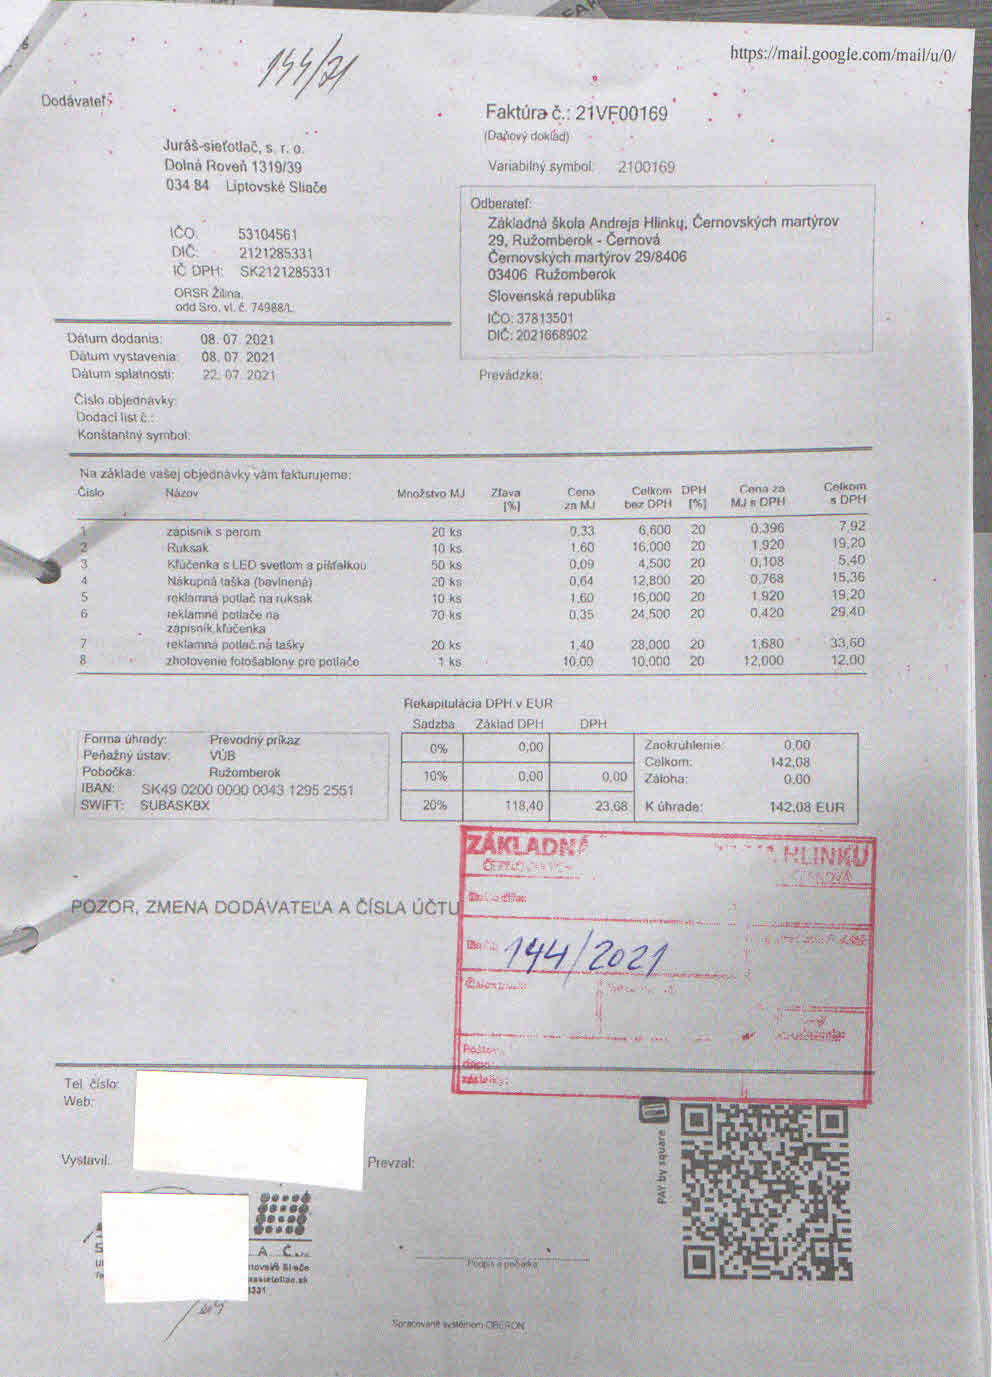 https://mail.google.com/mail/u/0/
144/21
Dodávateľ:
Juráš-sieťotlač, s. r. o.
Dolná Roveň 1319/39
034 84 Liptovské Sliače
IČO: 53104561
DIČ: 2121285331
IČ DPH: SK2121285331
ORSR Žilina,
odd Sro, vl. č. 74988/L
Faktúra č.: 21VF00169
(Daňový doklad)
Variabilný symbol: 2100169
Odberateľ:
Základná škola Andreja Hlinku, Černovských martýrov
29, Ružomberok - Černová
Černovských martýrov 29/8406
03406 Ružomberok
Slovenská republika
IČO: 37813501
DIČ: 2021668902
Dátum dodania: 08. 07. 2021
Dátum vystavenia: 08. 07. 2021
Dátum splatnosti: 22. 07. 2021
Prevádzka:
Číslo objednávky:
Dodací list č.:
Konštantný symbol:
Na základe vašej objednávky vám fakturujeme:
Číslo Názov Množstvo MJ Zľava [%] Cena za MJ Celkom bez DPH DPH [%] Cena za MJ s DPH Celkom s DPH
1 zápisník s perom 20 ks 0,33 6,600 20 0,396 7,92
2 Ruksak 10 ks 1,60 16,000 20 1,920 19,20
3 Kľúčenka s LED svetlom a píšťalkou 50 ks 0,09 4,500 20 0,108 5,40
4 Nákupná taška (bavlnená) 20 ks 0,64 12,800 20 0,768 15,36
5 reklamná potlač na ruksak 10 ks 1,60 16,000 20 1,920 19,20
6 reklamné potlače na 70 ks 0,35 24,500 20 0,420 29,40
zápisník,kľúčenka
7 reklamná potlač na tašky 20 ks 1,40 28,000 20 1,680 33,60
8 zhotovenie fotošablony pre potlače 1 ks 10,00 10,000 20 12,000 12,00
Rekapitulácia DPH v EUR
Sadzba Základ DPH DPH
0% 0,00
10% 0,00 0,00
20% 118,40 23,68
Forma úhrady: Prevodný príkaz
Peňažný ústav: VÚB
Pobočka: Ružomberok
IBAN: SK49 0200 0000 0043 1295 2551
SWIFT: SUBASKBX
Zaokrúhlenie: 0,00
Celkom: 142,08
Záloha: 0,00
K úhrade: 142,08 EUR
ZÁKLADNÁ HLINKU
ČERNOVÁ
POZOR, ZMENA DODÁVATEĽA A ČÍSLA ÚČTU
144/2021
Tel. číslo:
Web:
Vystavil:
Prevzal:
PAY by square
Podpis a pečiatka
Spracované systémom OBERON